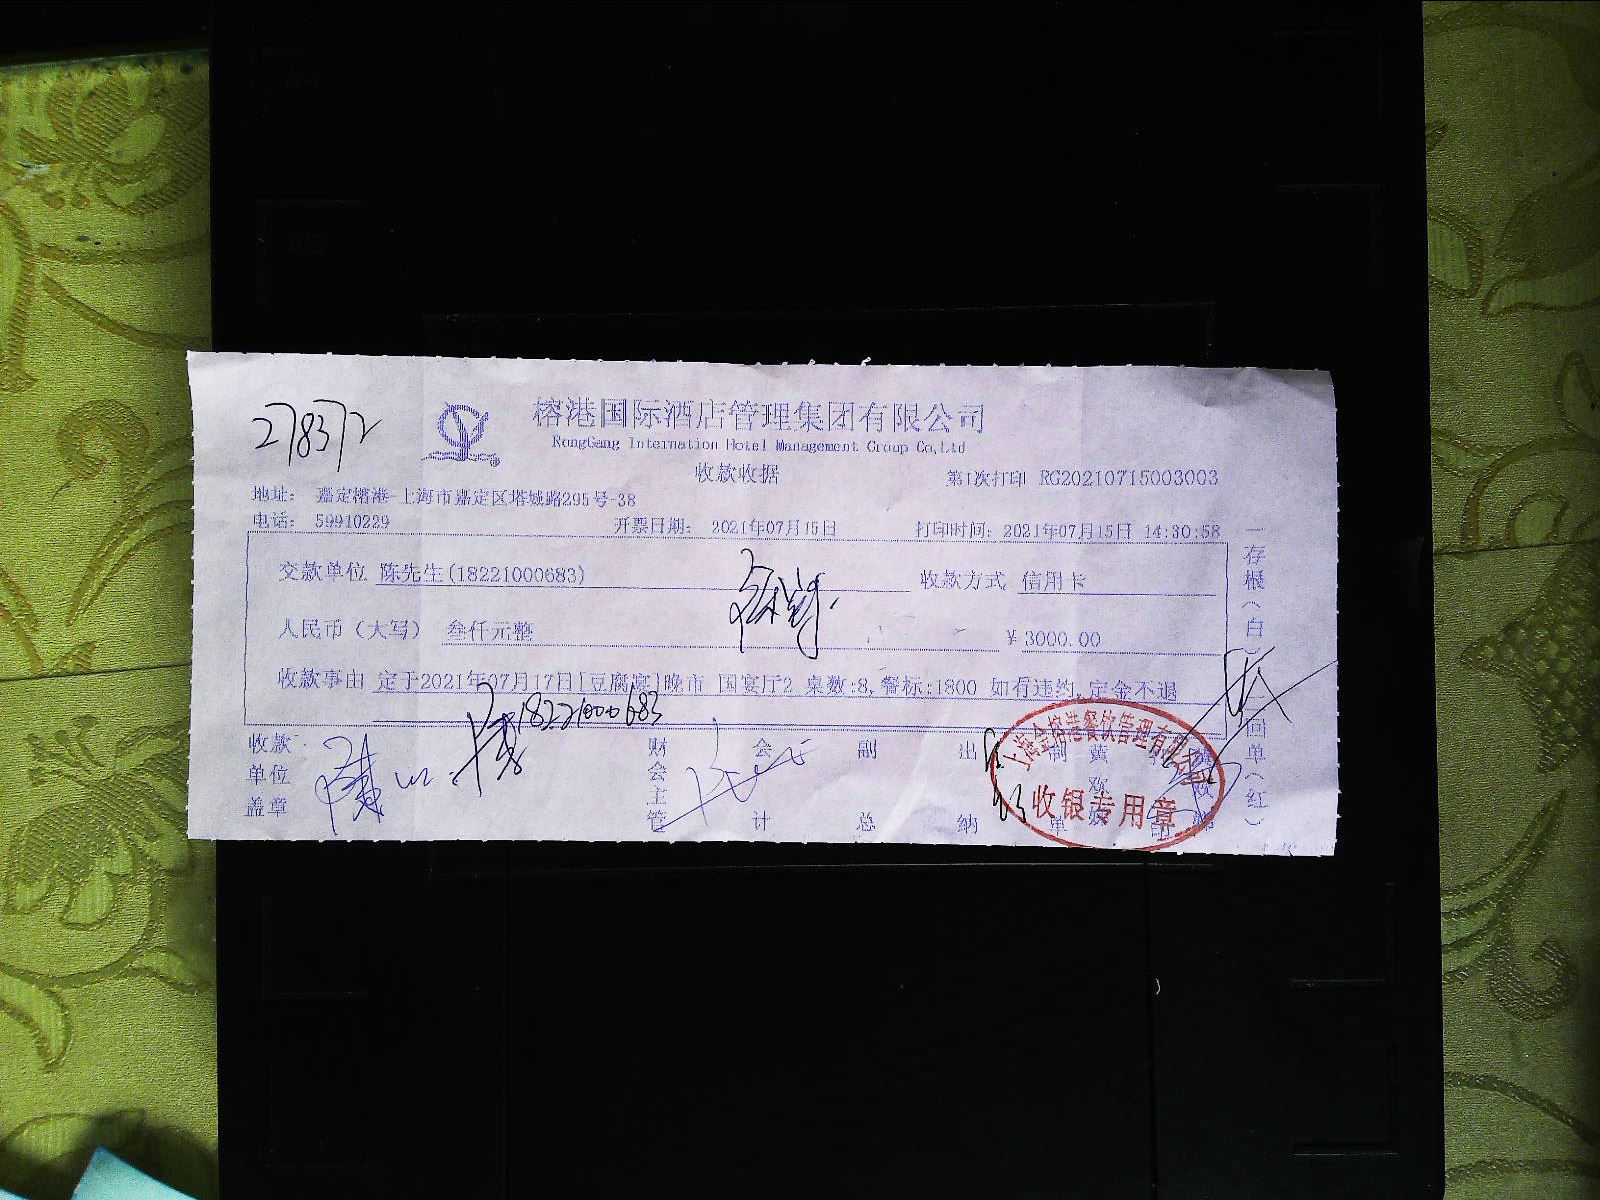 278372
榕港国际酒店管理集团有限公司
RongGang Internation Hotel Management Group Co,Ltd
收款收据
第1次打印 RG20210715003003
地址: 嘉定榕港-上海市嘉定区塔城路295号-38
电话: 59910229 开票日期: 2021年07月15日 打印时间: 2021年07月15日 14:30:58
交款单位 陈先生(18221000683) 收款方式 信用卡
人民币（大写） 叁仟元整 ¥3000.00
收款事由 定于2021年07月17日[豆腐宴]晚市 国宴厅2 桌数:8,餐标:1800 如有违约,定金不退
18221000683
收款单位盖章 财会主管 会计 副总 出纳 制单 黄欢
收银专用章
一存根（白） 二回单（红）